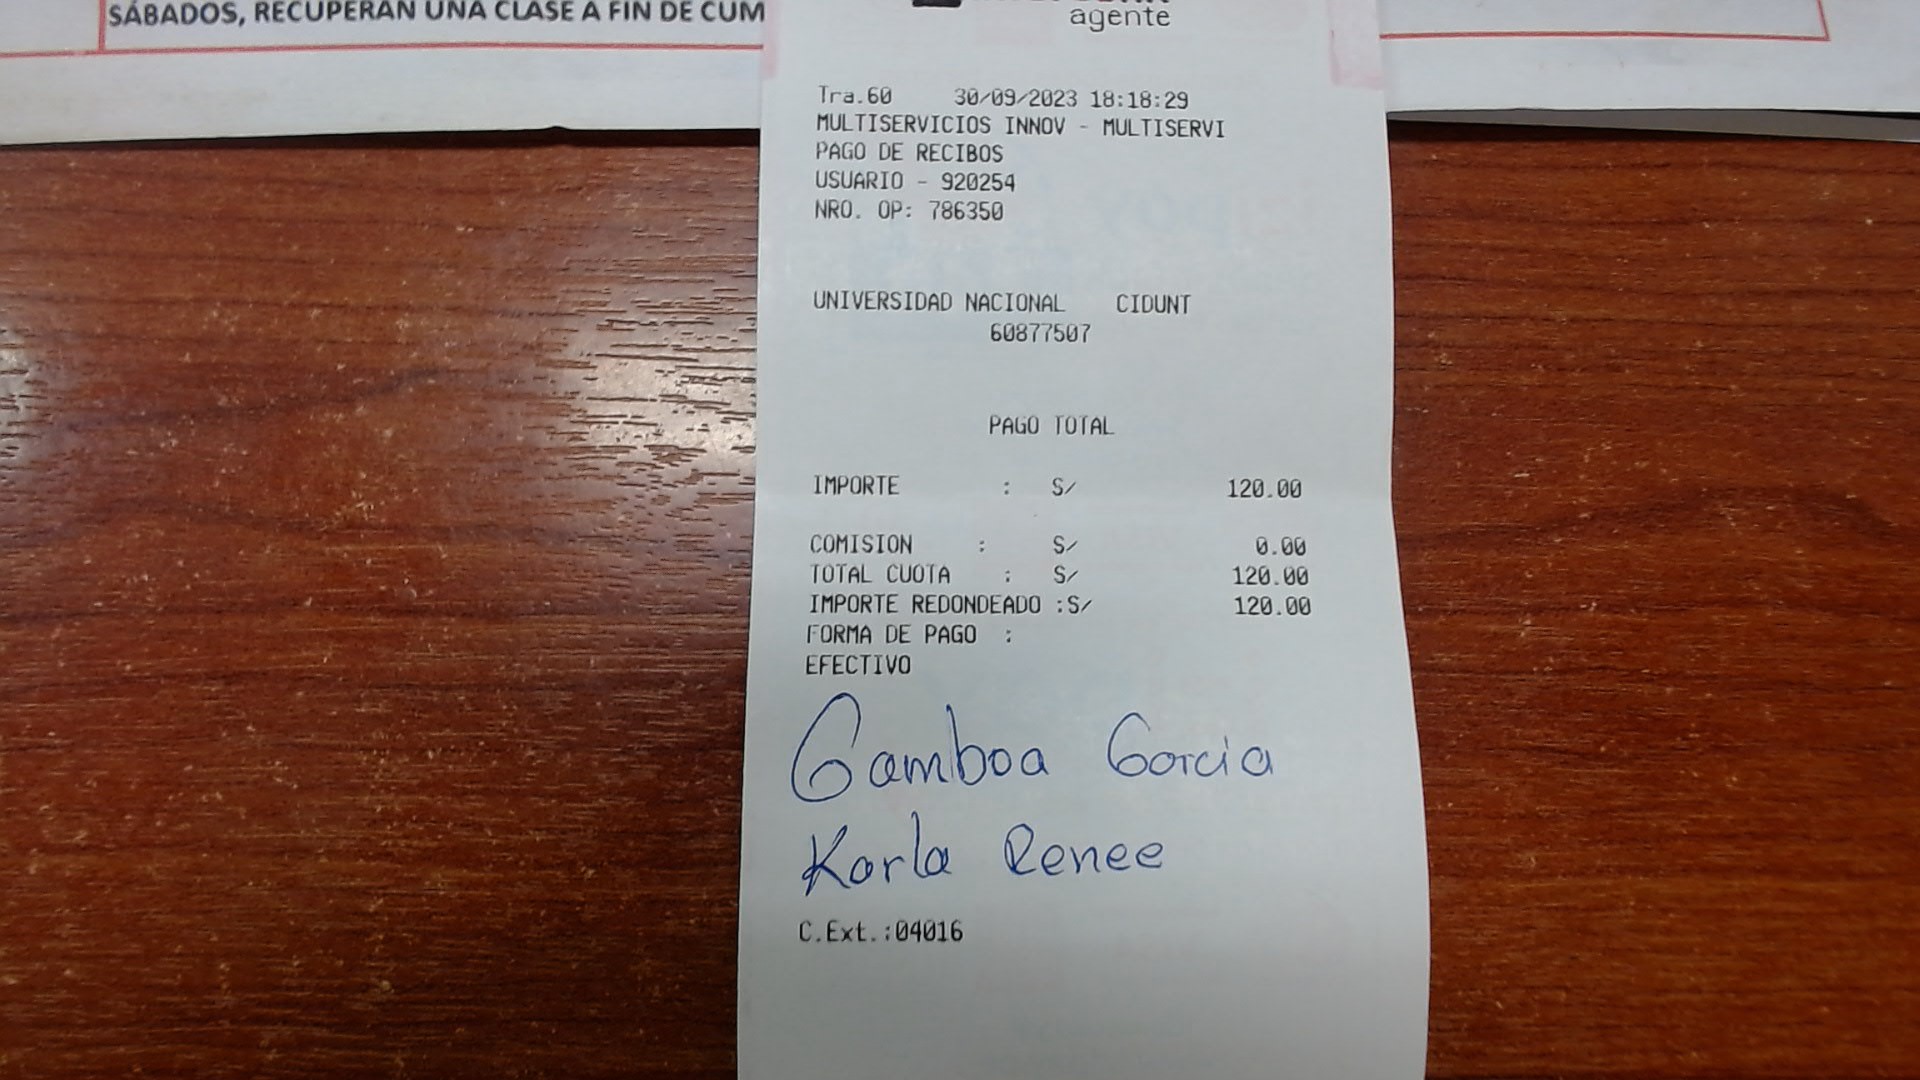 SÁBADOS, RECUPERAN UNA CLASE A FIN DE CUM
agente
Tra.60 30/09/2023 18:18:29
MULTISERVICIOS INNOV - MULTISERVI
PAGO DE RECIBOS
USUARIO - 920254
NRO. OP: 786350
UNIVERSIDAD NACIONAL CIDUNT
60877507
PAGO TOTAL
IMPORTE : S/ 120.00
COMISION : S/ 0.00
TOTAL CUOTA : S/ 120.00
IMPORTE REDONDEADO :S/ 120.00
FORMA DE PAGO :
EFECTIVO
Gamboa Garcia
Karla Renee
C.Ext.:04016